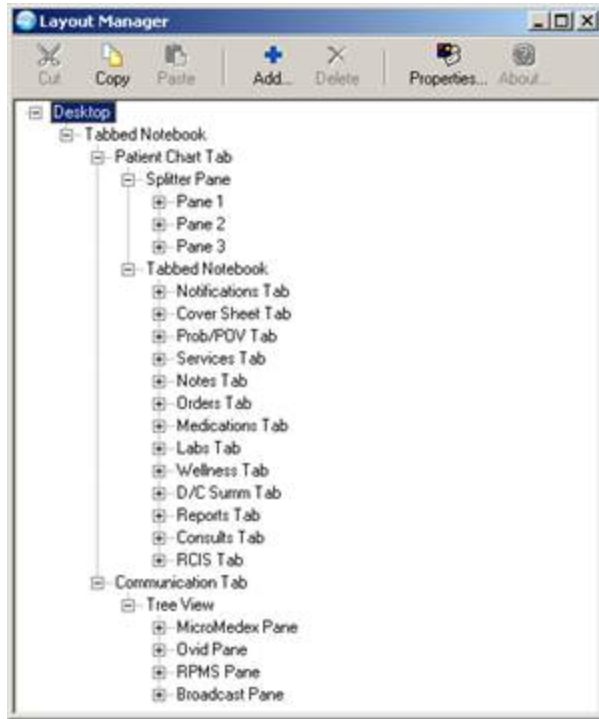 Layout Manager
Cut Copy Paste Add... Delete Properties... About...
Desktop
Tabbed Notebook
Patient Chart Tab
Splitter Pane
Pane 1
Pane 2
Pane 3
Tabbed Notebook
Notifications Tab
Cover Sheet Tab
Prob/POV Tab
Services Tab
Notes Tab
Orders Tab
Medications Tab
Labs Tab
Wellness Tab
D/C Summ Tab
Reports Tab
Consults Tab
RCIS Tab
Communication Tab
Tree View
MicroMedex Pane
Ovid Pane
RPMS Pane
Broadcast Pane